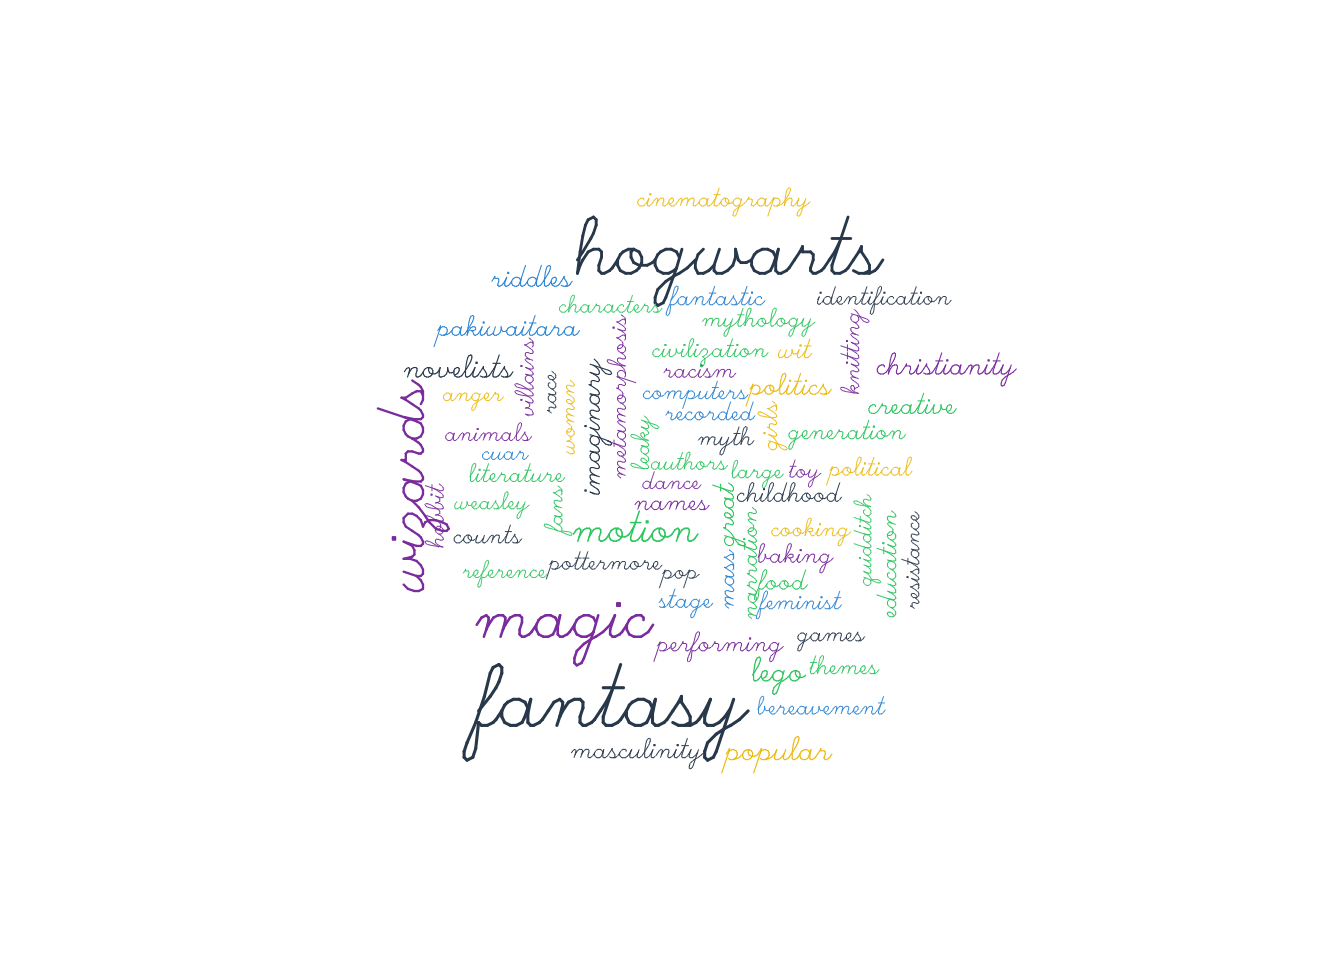 cinematography
hogwarts
riddles
fantastic
identification
characters
mythology
pakiwaitara
knitting
metamorphosis
villains
civilization
wit
racism
christianity
novelists
race
women
imaginary
computers
politics
anger
wizards
recorded
girls
creative
animals
myth
generation
leaky
cuar
authors
large
toy
political
literature
dance
childhood
hobbit
weasley
fans
names
great
motion
cooking
quidditch
education
resistance
counts
narration
baking
reference
pottermore
pop
mass
food
stage
feminist
magic
performing
games
lego
themes
fantasy
bereavement
masculinity
popular